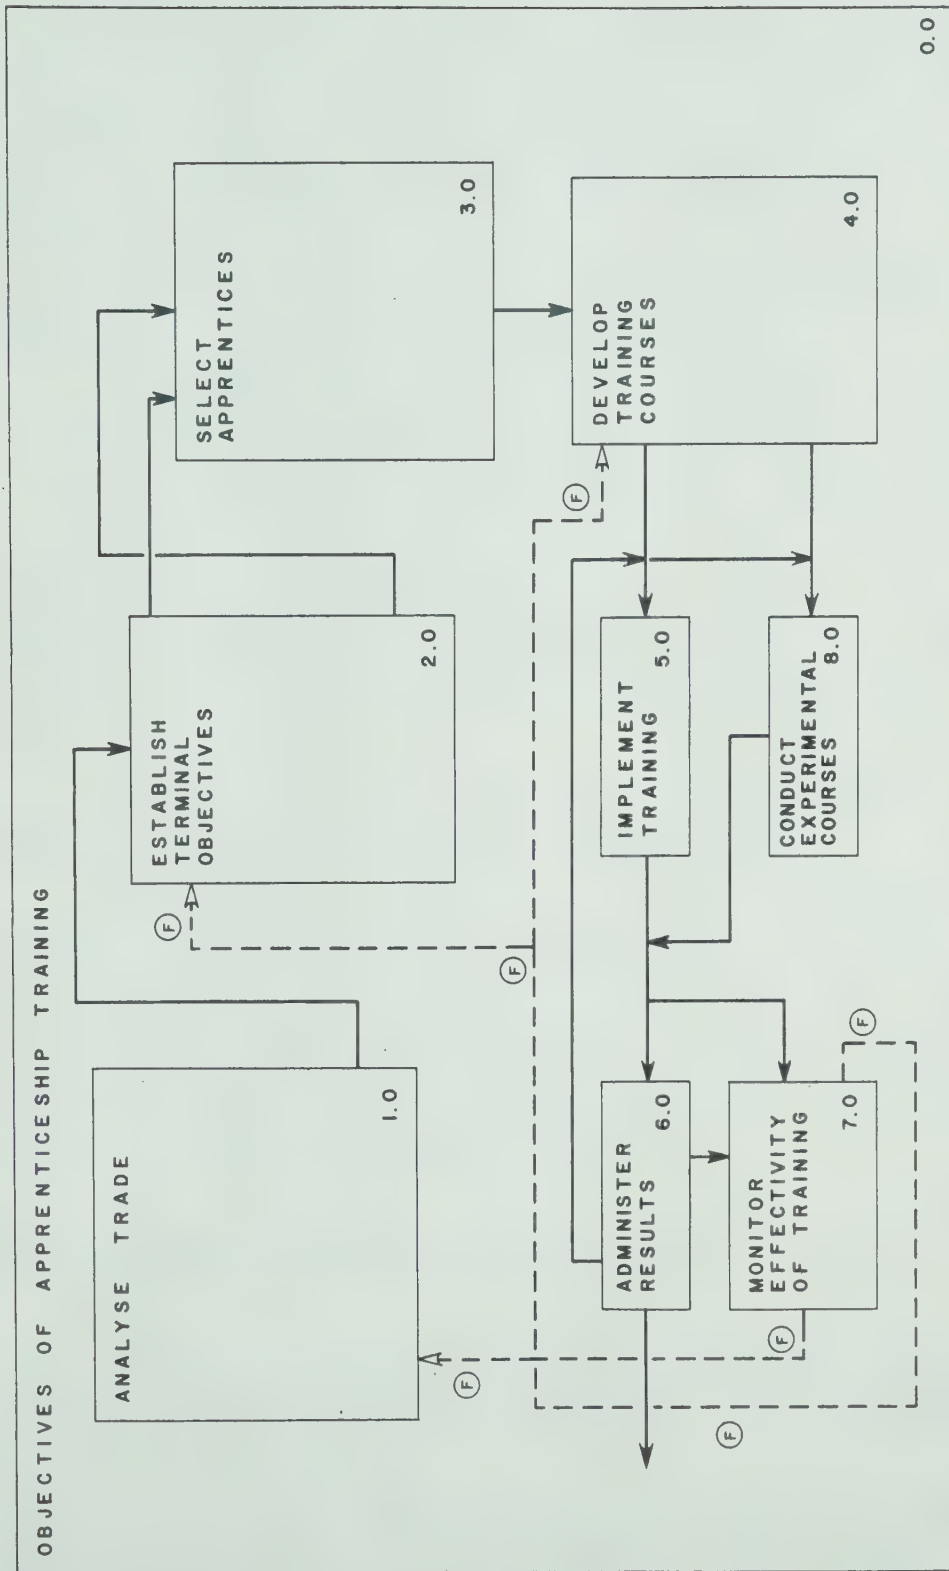 OBJECTIVES OF APPRENTICESHIP TRAINING
ANALYSE TRADE
1.0
ESTABLISH
TERMINAL
OBJECTIVES
2.0
SELECT
APPRENTICES
3.0
DEVELOP
TRAINING
COURSES
4.0
IMPLEMENT
TRAINING
5.0
ADMINISTER
RESULTS
6.0
MONITOR
EFFECTIVITY
OF TRAINING
7.0
CONDUCT
EXPERIMENTAL
COURSES
8.0
F
F
F
F
F
F
F
0.0